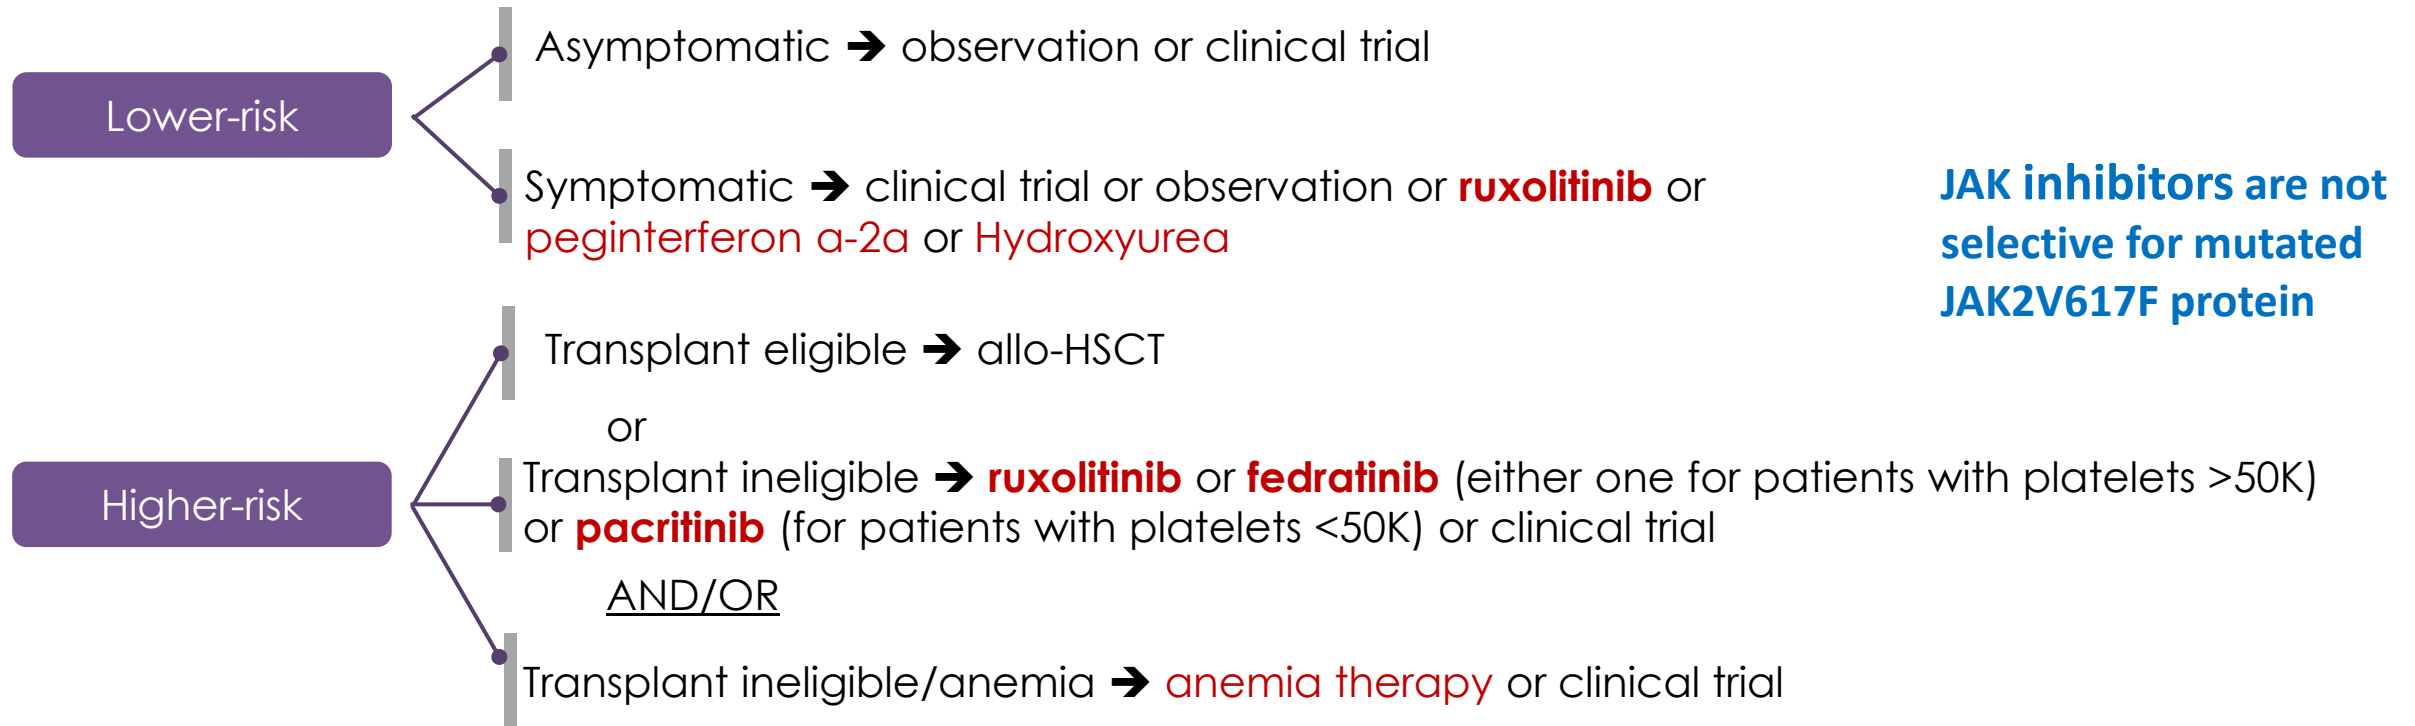 Asymptomatic ➔ observation or clinical trial
Lower-risk
Symptomatic ➔ clinical trial or observation or ruxolitinib or
peginterferon a-2a or Hydroxyurea
JAK inhibitors are not
selective for mutated
JAK2V617F protein
Transplant eligible ➔ allo-HSCT
or
Higher-risk
Transplant ineligible ➔ ruxolitinib or fedratinib (either one for patients with platelets >50K)
or pacritinib (for patients with platelets <50K) or clinical trial
AND/OR
Transplant ineligible/anemia ➔ anemia therapy or clinical trial